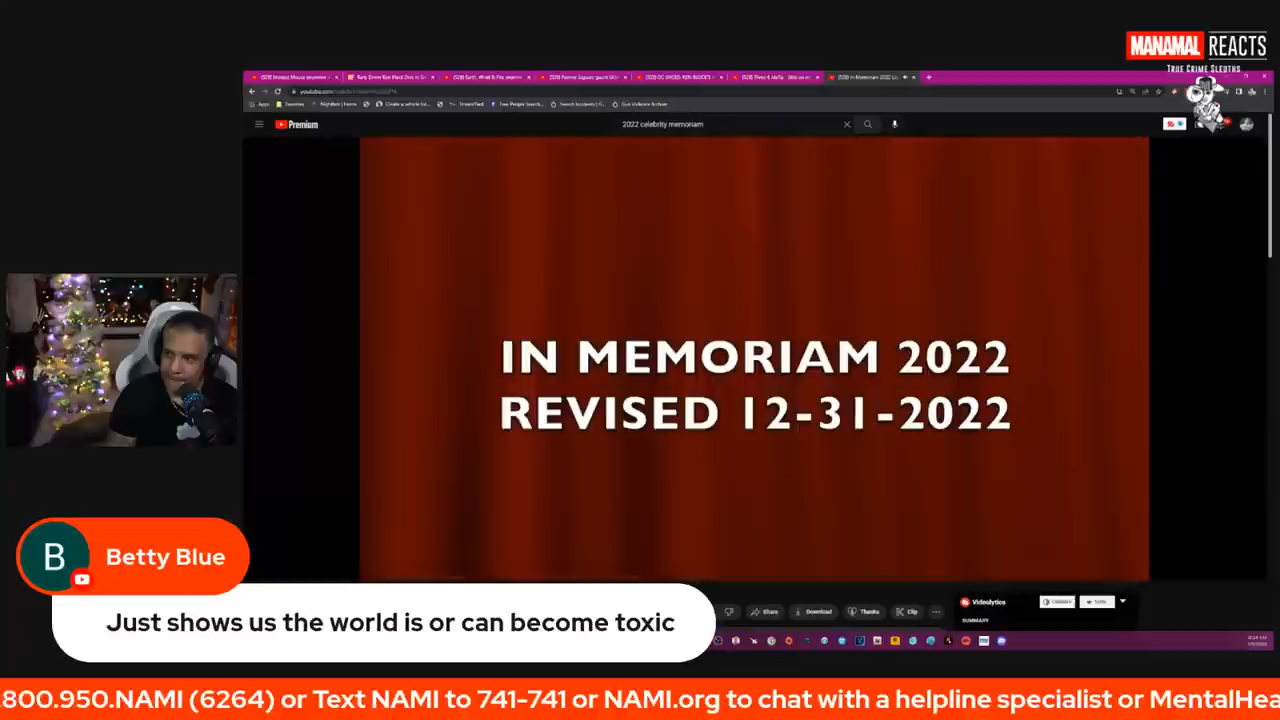 MANAMAL REACTS
TRUE CRIME SLEUTHS
Premium
2022 celebrity memoriam
IN MEMORIAM 2022
REVISED 12-31-2022
Share
Download
Thanks
Clip
Videolytics
SUMMARY
B
Betty Blue
Just shows us the world is or can become toxic
.800.950.NAMI (6264) or Text NAMI to 741-741 or NAMI.org to chat with a helpline specialist or MentalHea